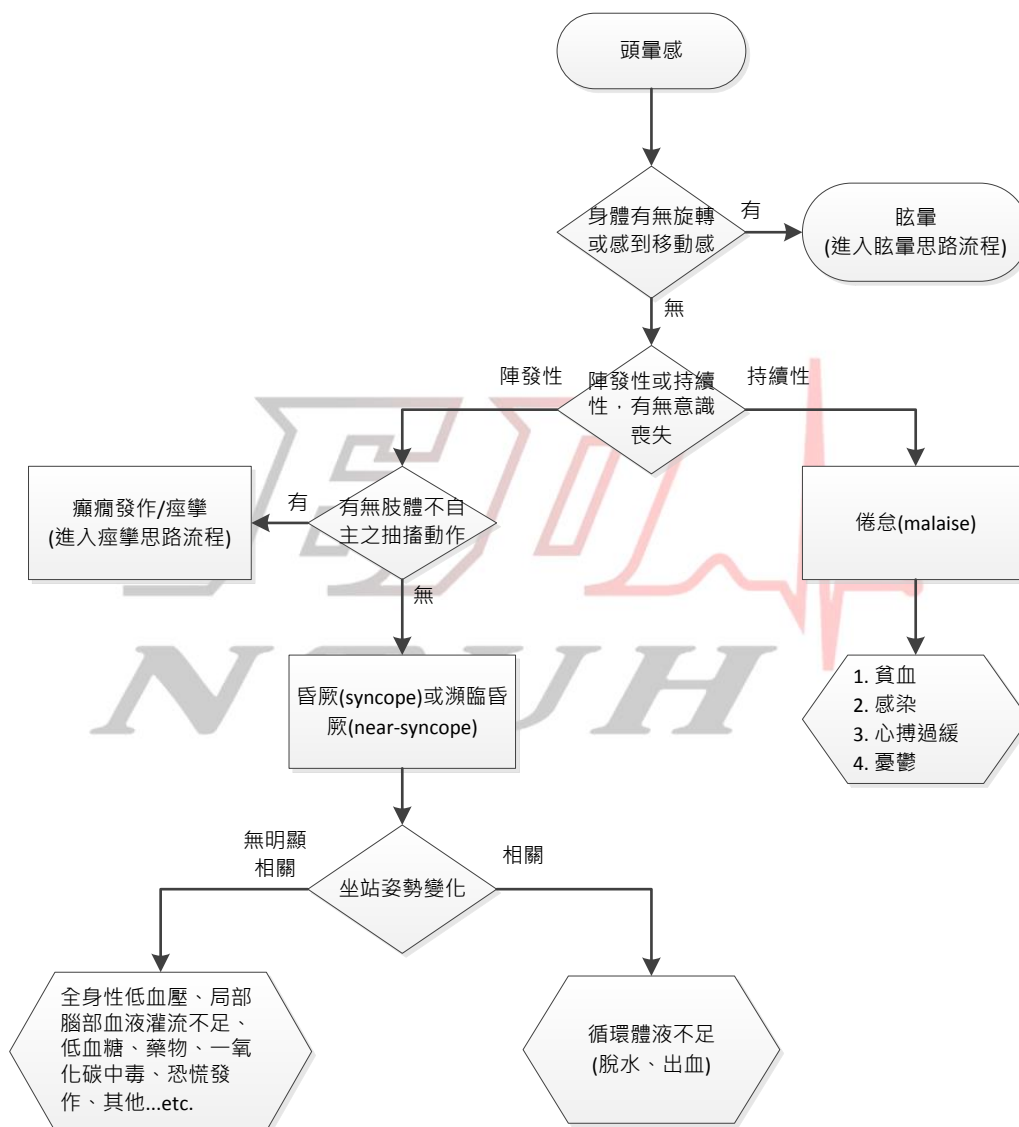 頭暈感
身體有無旋轉
或感到移動感
有
眩暈
(進入眩暈思路流程)
無
陣發性
陣發性或持續
性，有無意識
喪失
持續性
癲癇發作/痙攣
(進入痙攣思路流程)
有
有無肢體不自
主之抽搐動作
倦怠(malaise)
無
昏厥(syncope)或瀕臨昏
厥(near-syncope)
1. 貧血
2. 感染
3. 心搏過緩
4. 憂鬱
無明顯
相關
坐站姿勢變化
相關
全身性低血壓、局部
腦部血液灌流不足、
低血糖、藥物、一氧
化碳中毒、恐慌發
作、其他...etc.
循環體液不足
(脫水、出血)